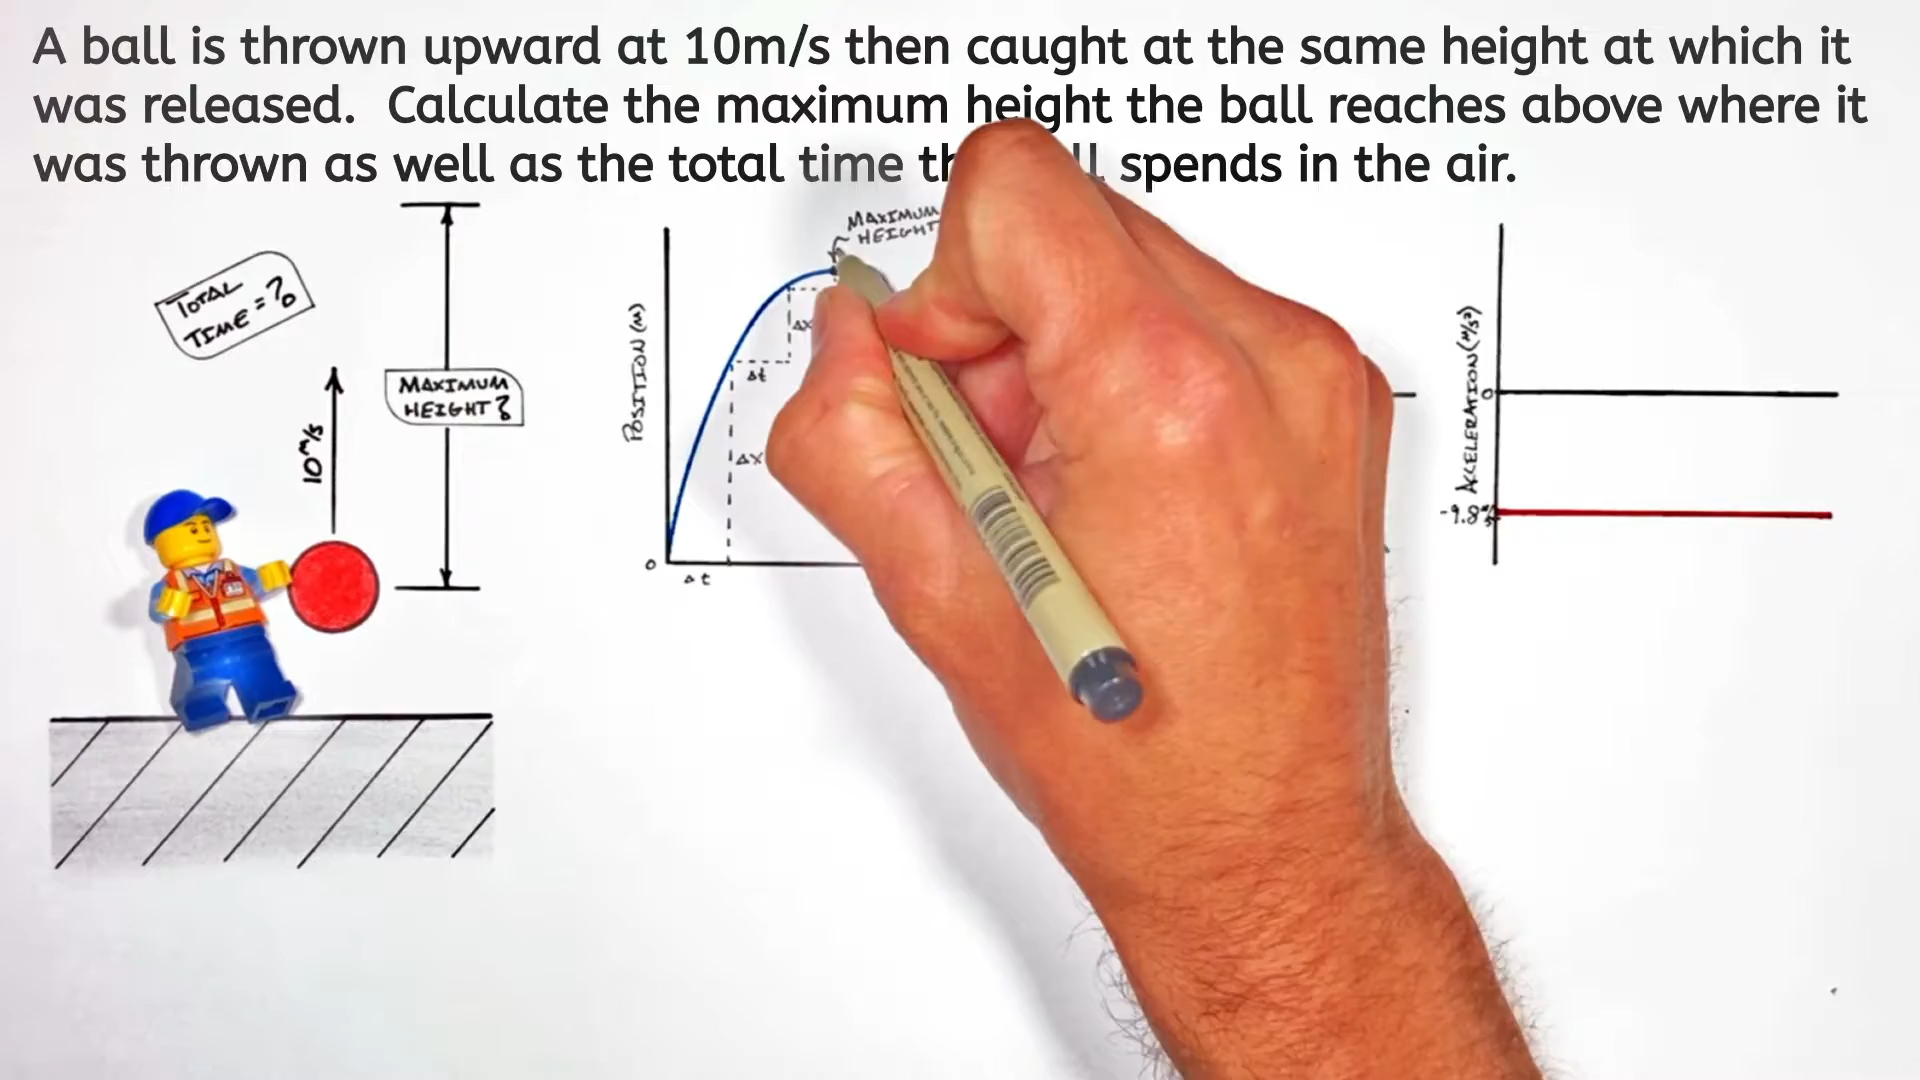 A ball is thrown upward at 10m/s then caught at the same height at which it
was released. Calculate the maximum height the ball reaches above where it
was thrown as well as the total time spends in the air.
TOTAL
TIME = ?
10 m/s
MAXIMUM
HEIGHT?
MAXIMUM
HEIGHT
POSITION (M)
ΔX
Δt
ΔX
0
Δt
ACCELERATION (M/S²)
0
-9.8